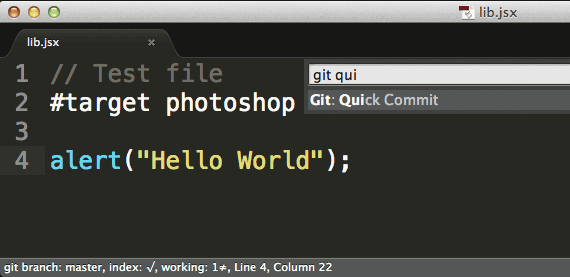 lib.jsx
lib.jsx ×
git qui
Git: Quick Commit
1 // Test file
2 #target photoshop
3
4 alert("Hello World");
git branch: master, index: √, working: 1≠, Line 4, Column 22